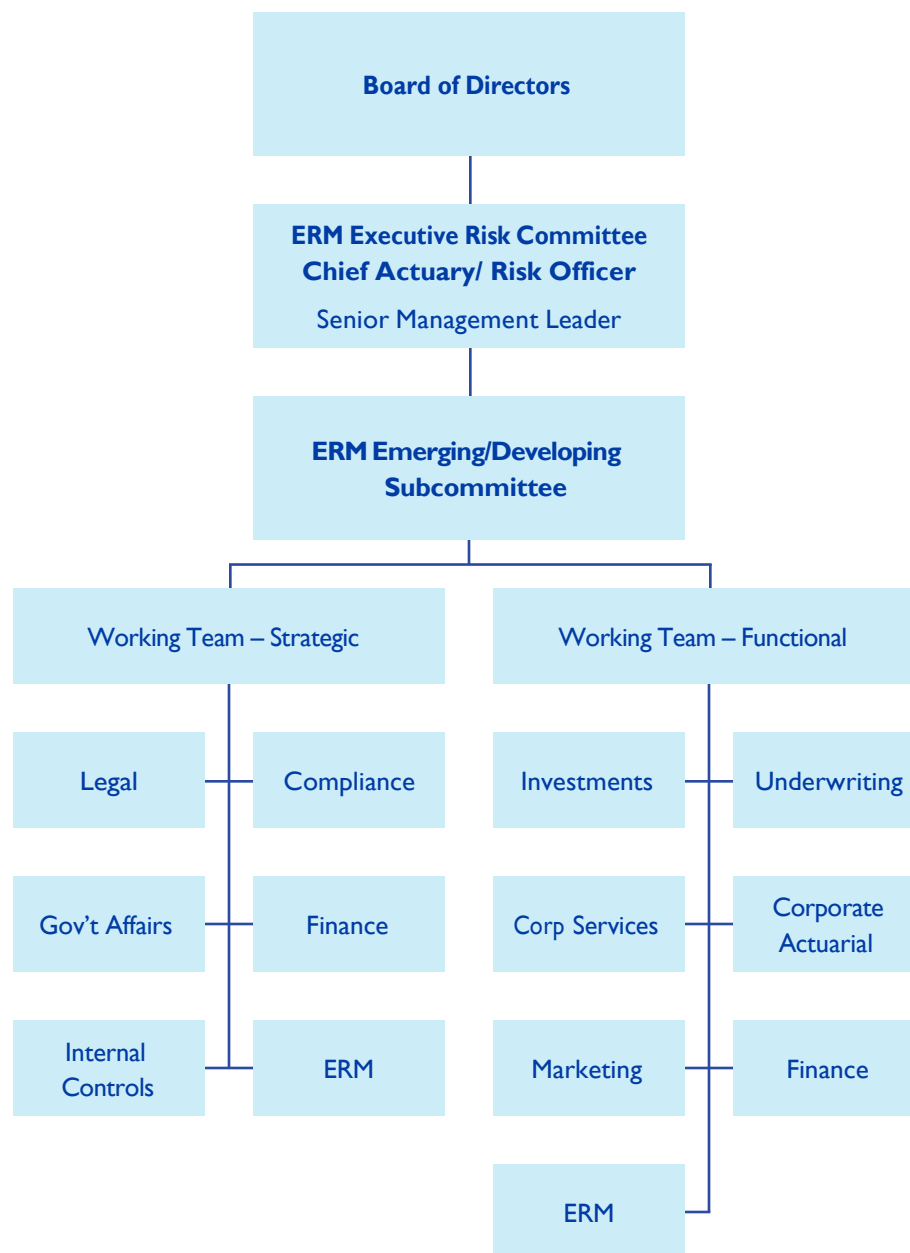 Board of Directors
ERM Executive Risk Committee
Chief Actuary/ Risk Officer
Senior Management Leader
ERM Emerging/Developing
Subcommittee
Working Team – Strategic
Working Team – Functional
Legal
Compliance
Investments
Underwriting
Gov't Affairs
Finance
Corp Services
Corporate
Actuarial
Internal
Controls
ERM
Marketing
Finance
ERM